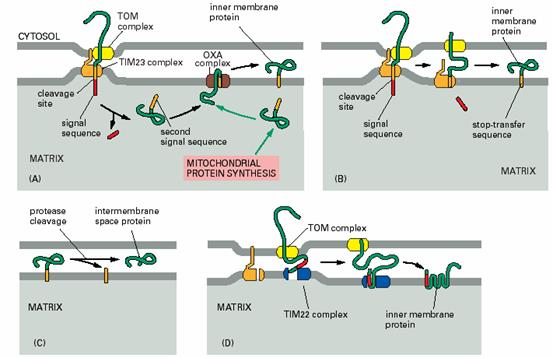 TOM
complex
inner membrane
protein
CYTOSOL
OXA
complex
TIM23 complex
cleavage
site
signal
sequence
second
signal sequence
MITOCHONDRIAL
PROTEIN SYNTHESIS
MATRIX
(A)
inner
membrane
protein
cleavage
site
signal
sequence
stop-transfer
sequence
MATRIX
(B)
protease
cleavage
intermembrane
space protein
MATRIX
(C)
TOM complex
MATRIX
TIM22 complex
inner membrane
protein
(D)